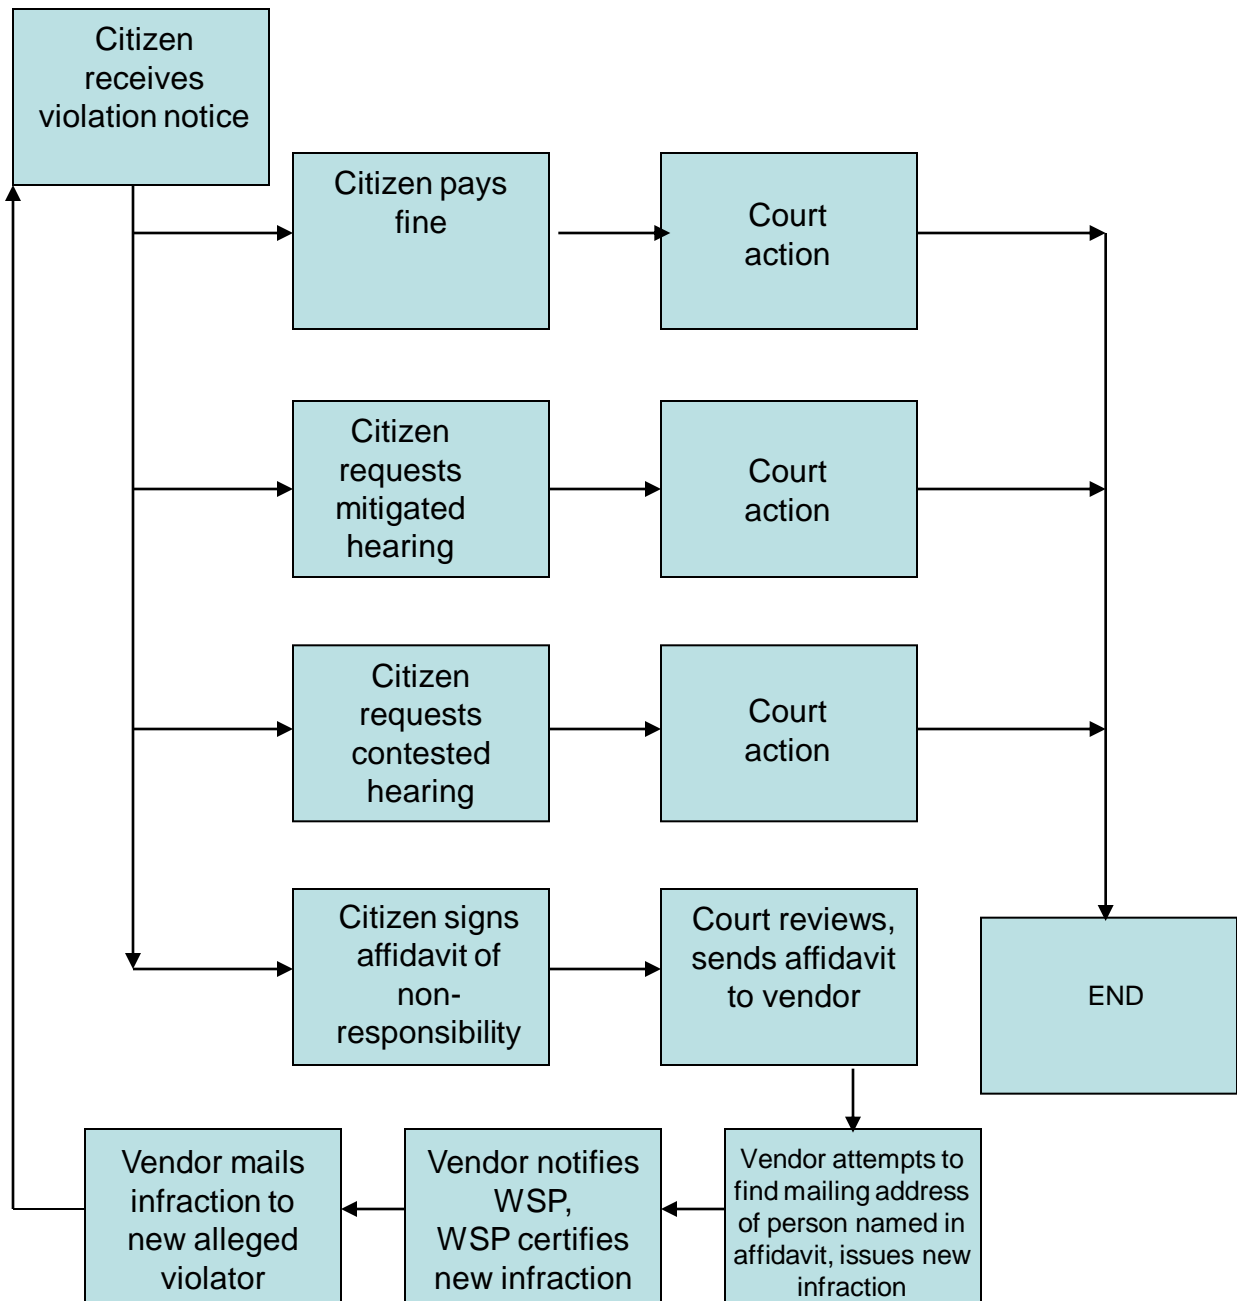 Citizen
receives
violation notice
Citizen pays
fine
Court
action
Citizen
requests
mitigated
hearing
Court
action
Citizen
requests
contested
hearing
Court
action
Citizen signs
affidavit of
non-
responsibility
Court reviews,
sends affidavit
to vendor
END
Vendor mails
infraction to
new alleged
violator
Vendor notifies
WSP,
WSP certifies
new infraction
Vendor attempts to
find mailing address
of person named in
affidavit, issues new
infraction